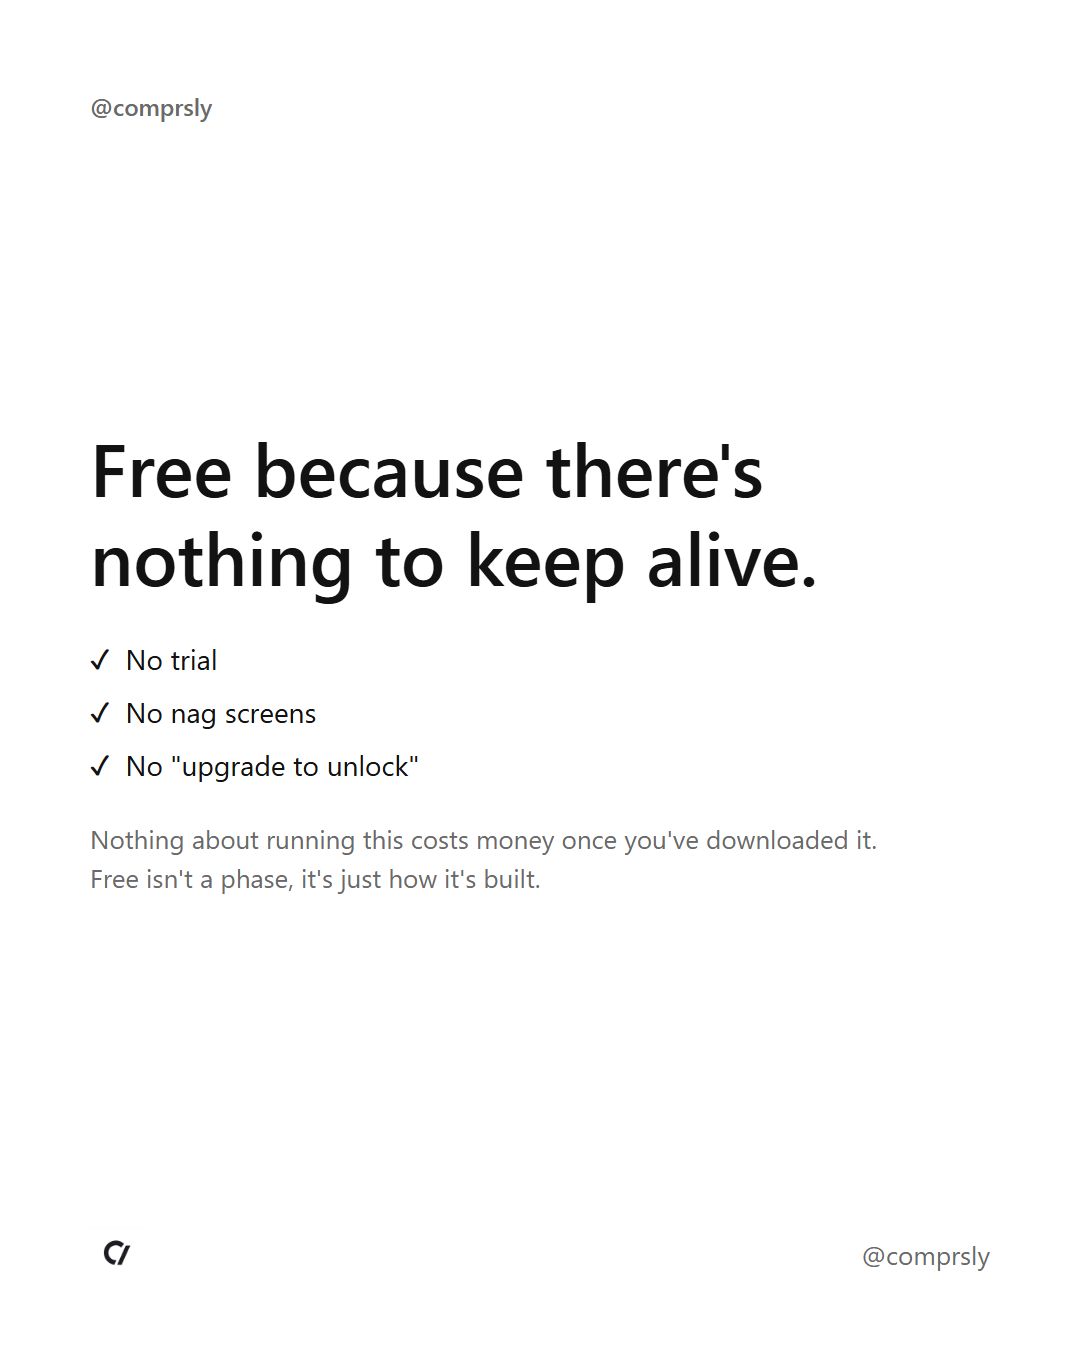 @comprsly
Free because there's
nothing to keep alive.
✓ No trial
✓ No nag screens
✓ No "upgrade to unlock"
Nothing about running this costs money once you've downloaded it.
Free isn't a phase, it's just how it's built.
@comprsly